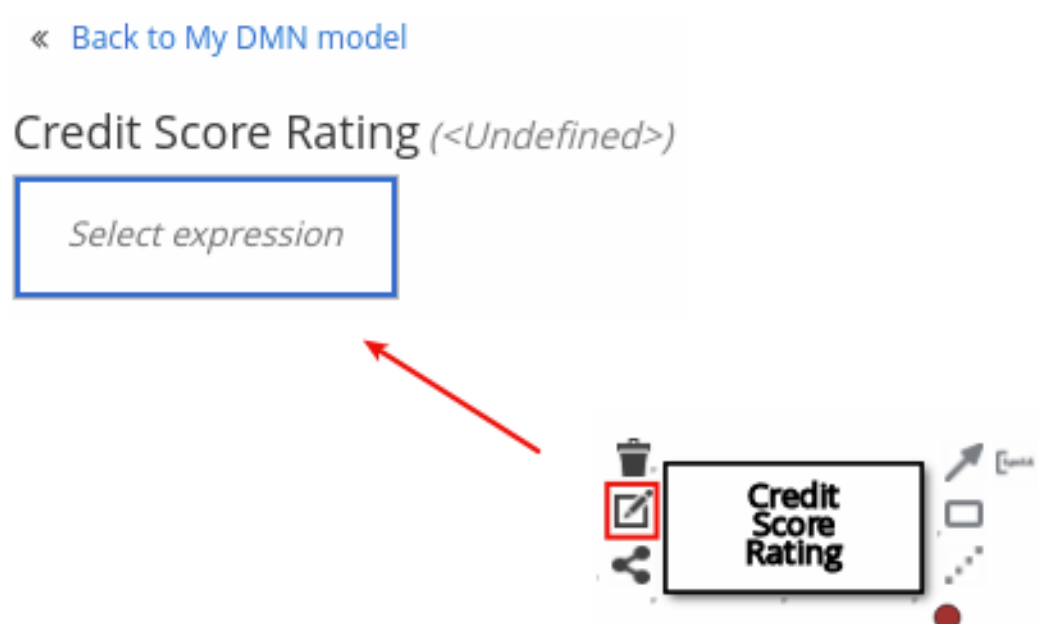 « Back to My DMN model
Credit Score Rating (<Undefined>)
Select expression
Credit
Score
Rating